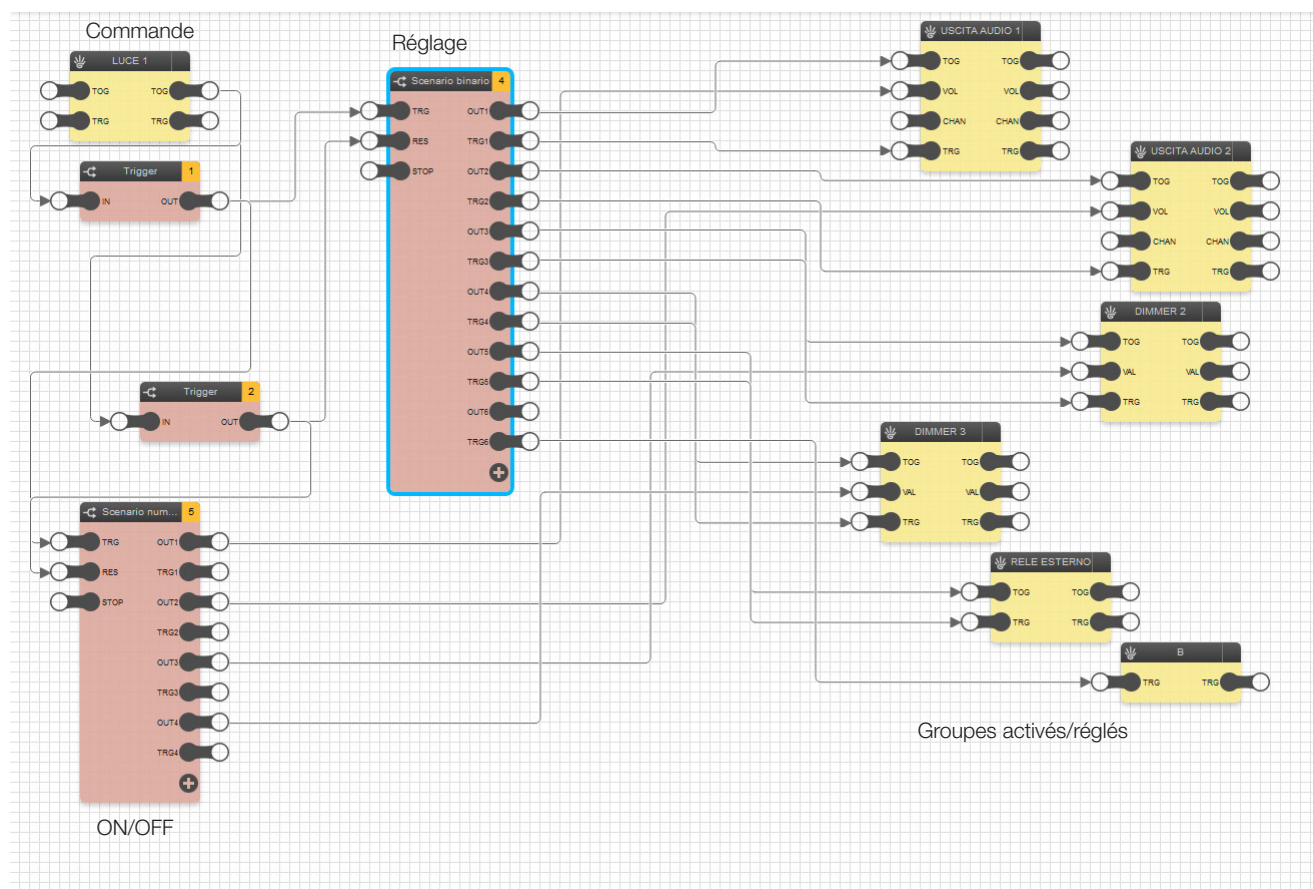 Commande
LUCE 1
TOG TOG
TRG TRG
Trigger 1
IN OUT
Trigger 2
IN OUT
Scenario num... 5
TRG OUT1
RES TRG1
STOP OUT2
TRG2
OUT3
TRG3
OUT4
TRG4
ON/OFF
Réglage
Scenario binario 4
TRG OUT1
RES TRG1
STOP OUT2
TRG2
OUT3
TRG3
OUT4
TRG4
OUT5
TRG5
OUT6
TRG6
USCITA AUDIO 1
TOG TOG
VOL VOL
CHAN CHAN
TRG TRG
USCITA AUDIO 2
TOG TOG
VOL VOL
CHAN CHAN
TRG TRG
DIMMER 2
TOG TOG
VAL VAL
TRG TRG
DIMMER 3
TOG TOG
VAL VAL
TRG TRG
RELE ESTERNO
TOG TOG
TRG TRG
B
TRG TRG
Groupes activés/réglés